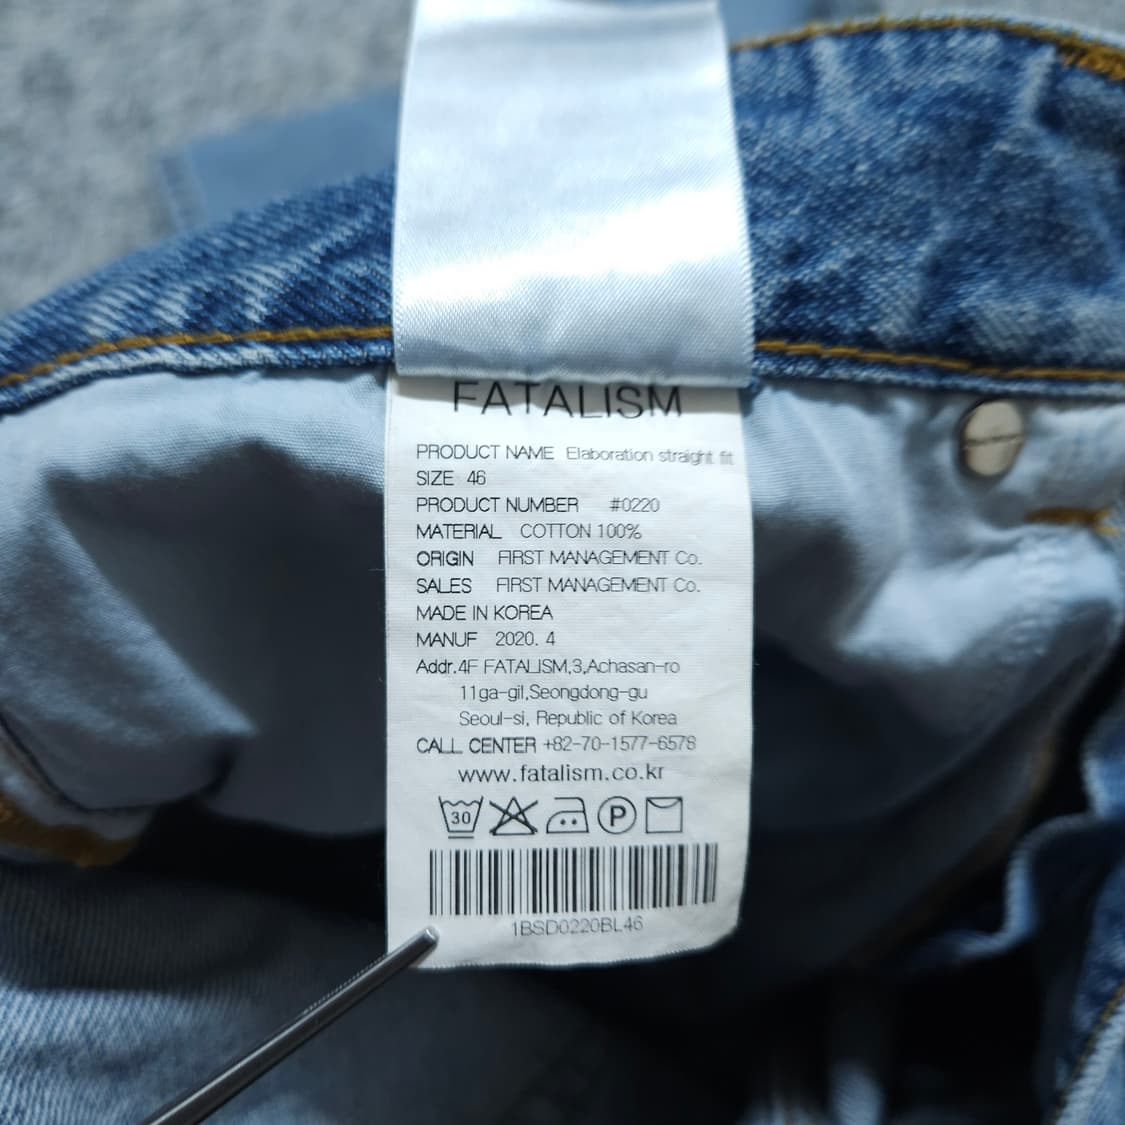 FATALISM
PRODUCT NAME Elaboration straight fit
SIZE 46
PRODUCT NUMBER #0220
MATERIAL COTTON 100%
ORIGIN FIRST MANAGEMENT Co.
SALES FIRST MANAGEMENT Co.
MADE IN KOREA
MANUF 2020. 4
Addr.4F FATALISM,3,Achasan-ro
11ga-gil,Seongdong-gu
Seoul-si, Republic of Korea
CALL CENTER +82-70-1577-6578
www.fatalism.co.kr
30 P
1BSD0220BL46